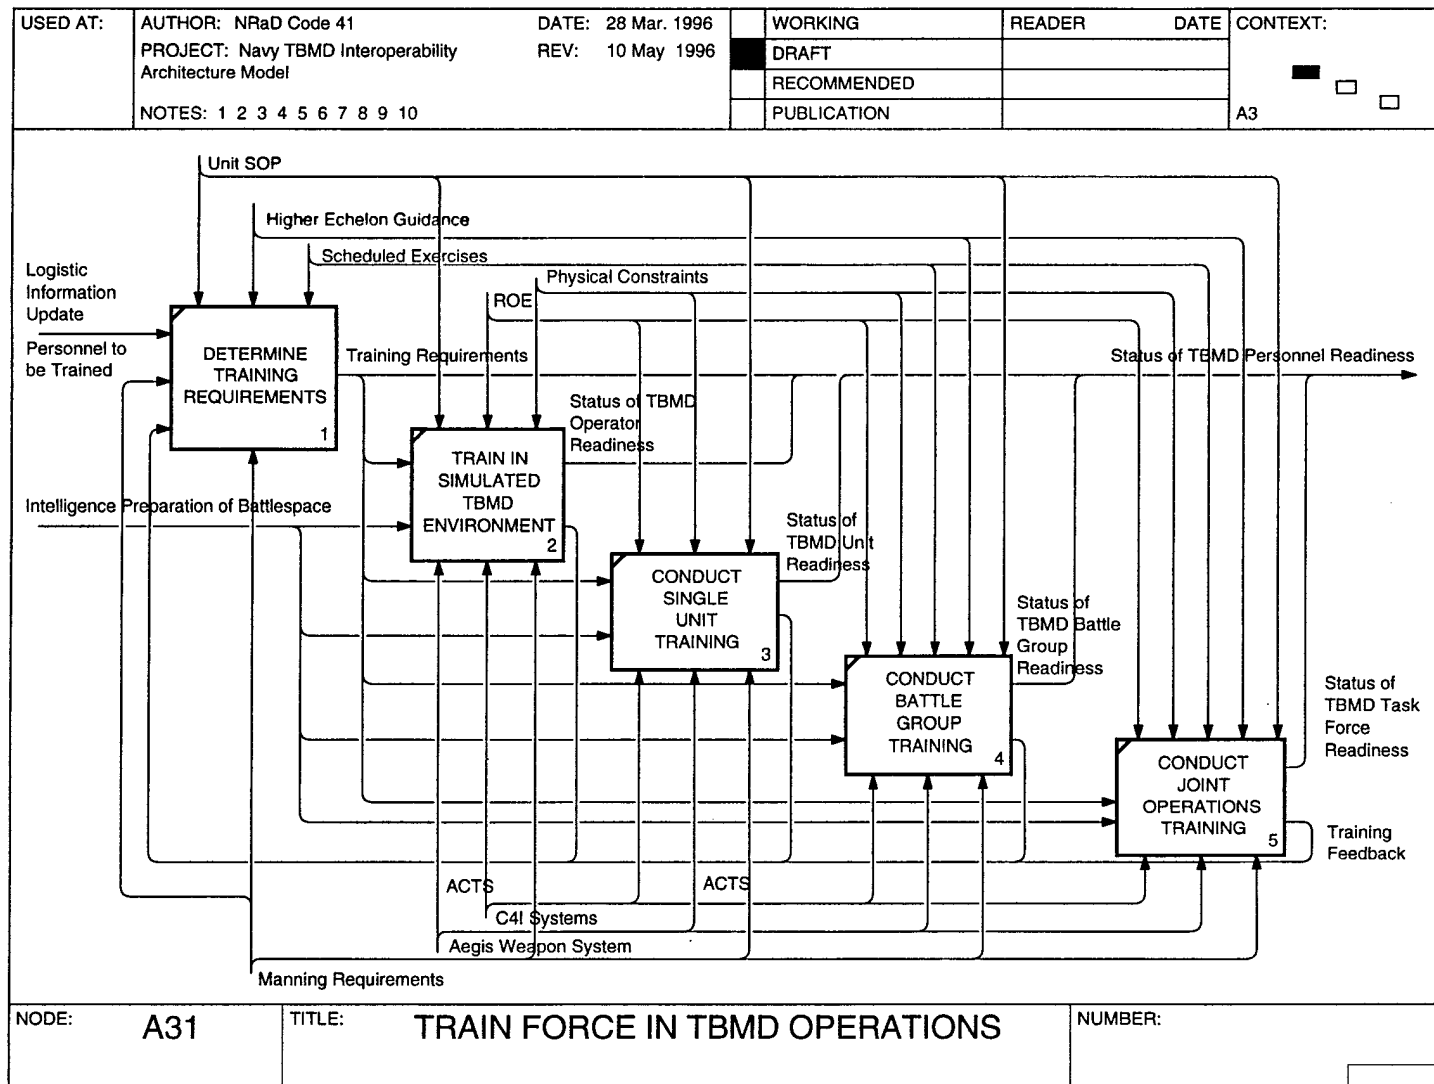 USED AT:
AUTHOR: NRaD Code 41
DATE: 28 Mar. 1996
PROJECT: Navy TBMD Interoperability
Architecture Model
REV: 10 May 1996
NOTES: 1 2 3 4 5 6 7 8 9 10
WORKING
DRAFT
RECOMMENDED
PUBLICATION
READER DATE
CONTEXT:
A3
Unit SOP
Higher Echelon Guidance
Scheduled Exercises
Physical Constraints
ROE
Logistic
Information
Update
Personnel to
be Trained
DETERMINE
TRAINING
REQUIREMENTS
1
Training Requirements
Status of TBMD Personnel Readiness
Status of TBMD
Operator
Readiness
TRAIN IN
SIMULATED
TBMD
ENVIRONMENT
2
Intelligence Preparation of Battlespace
Status of
TBMD Unit
Readiness
CONDUCT
SINGLE
UNIT
TRAINING
3
Status of
TBMD Battle
Group
Readiness
CONDUCT
BATTLE
GROUP
TRAINING
4
Status of
TBMD Task
Force
Readiness
CONDUCT
JOINT
OPERATIONS
TRAINING
5
Training
Feedback
ACTS
ACTS
C4I Systems
Aegis Weapon System
Manning Requirements
NODE:
A31
TITLE:
TRAIN FORCE IN TBMD OPERATIONS
NUMBER: